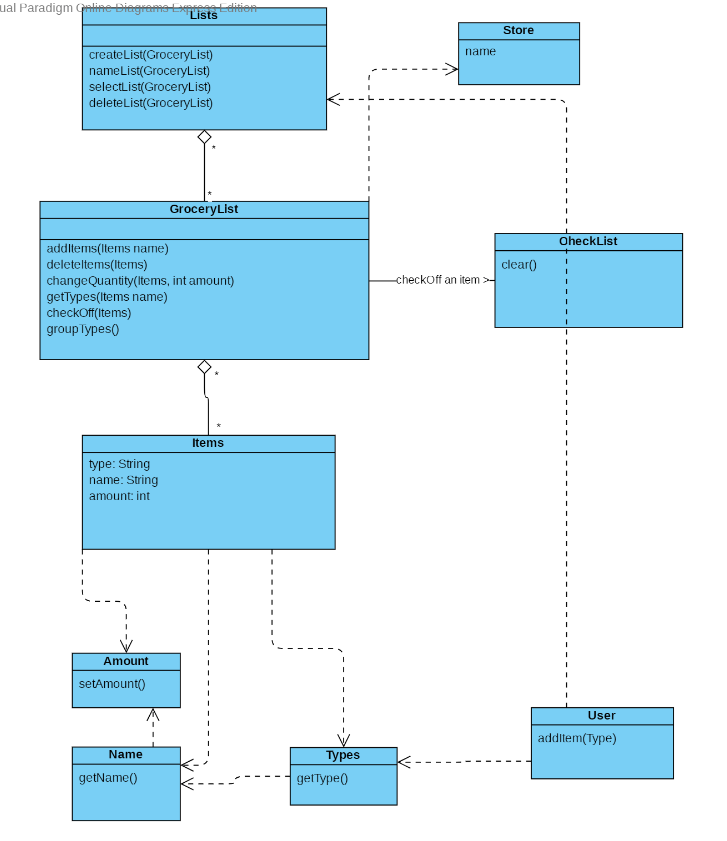 ual Paradigm Online Diagrams Express Edition
Lists
createList(GroceryList)
nameList(GroceryList)
selectList(GroceryList)
deleteList(GroceryList)
*
*
Store
name
GroceryList
addItems(Items name)
deleteItems(Items)
changeQuantity(Items, int amount)
getTypes(Items name)
checkOff(Items)
groupTypes()
checkOff an item >
CheckList
clear()
*
*
Items
type: String
name: String
amount: int
Amount
setAmount()
Name
getName()
Types
getType()
User
addItem(Type)